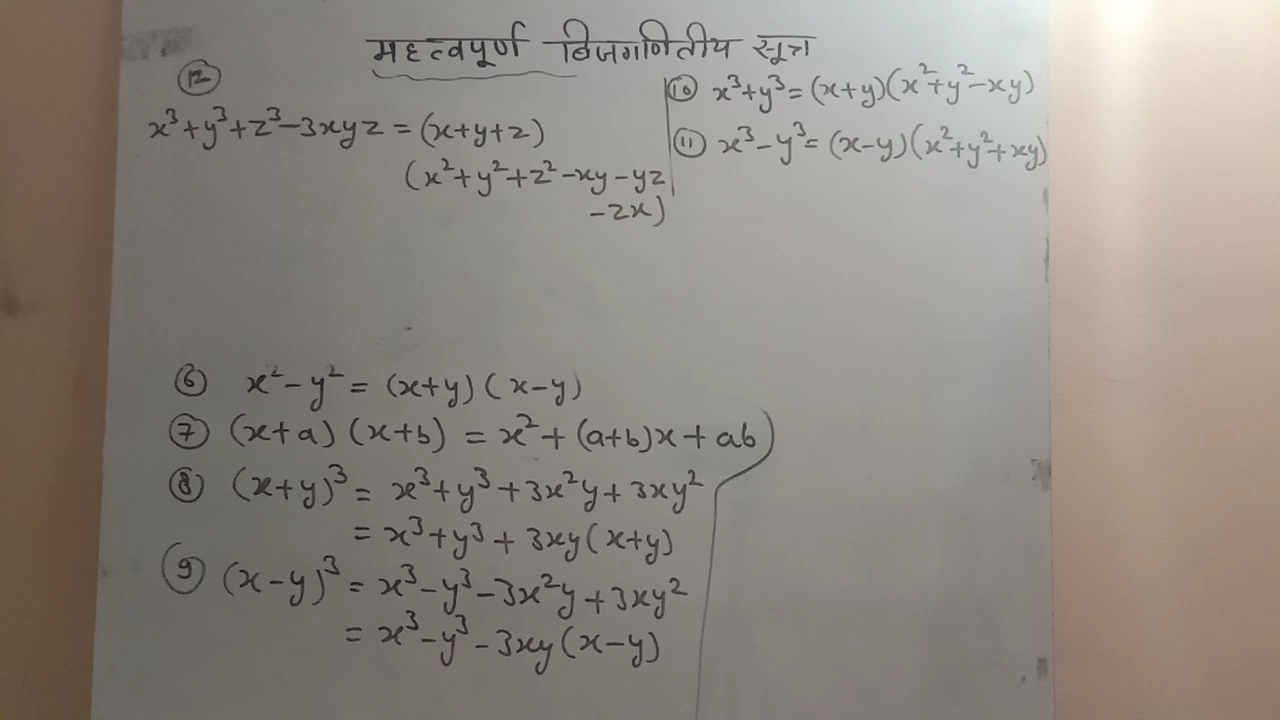 महत्वपूर्ण विजगणितीय सूत्र
⑫
x³+y³+z³-3xyz = (x+y+z)
(x²+y²+z²-xy-yz
-zx)
⑩ x³+y³=(x+y)(x²+y²-xy)
⑪ x³-y³=(x-y)(x²+y²+xy)
⑥ x²-y² = (x+y)(x-y)
⑦ (x+a)(x+b) = x²+(a+b)x+ab
⑧ (x+y)³ = x³+y³+3x²y+3xy²
= x³+y³+3xy(x+y)
⑨ (x-y)³ = x³-y³-3x²y+3xy²
= x³-y³-3xy(x-y)